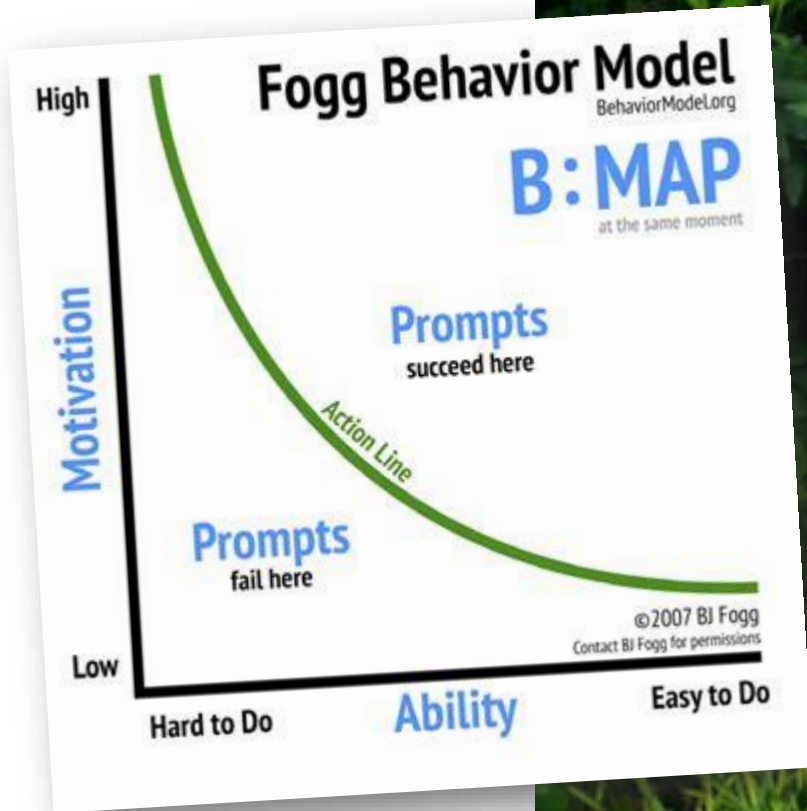 Fogg Behavior Model
BehaviorModel.org
B:MAP
at the same moment
High
Motivation
Prompts
succeed here
Action Line
Prompts
fail here
©2007 BJ Fogg
Contact BJ Fogg for permissions
Low
Hard to Do
Ability
Easy to Do